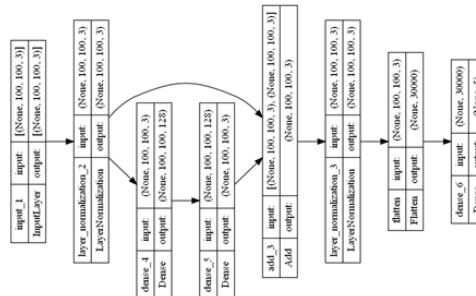 input_1 input: [(None, 100, 100, 3)]
InputLayer output: [(None, 100, 100, 3)]
layer_normalization_2 input: (None, 100, 100, 3)
LayerNormalization output: (None, 100, 100, 3)
dense_4 input: (None, 100, 100, 3)
Dense output: (None, 100, 100, 128)
dense_5 input: (None, 100, 100, 128)
Dense output: (None, 100, 100, 3)
add_3 input: [(None, 100, 100, 3), (None, 100, 100, 3)]
Add output: (None, 100, 100, 3)
layer_normalization_3 input: (None, 100, 100, 3)
LayerNormalization output: (None, 100, 100, 3)
flatten input: (None, 100, 100, 3)
Flatten output: (None, 30000)
dense_6 input: (None, 30000)